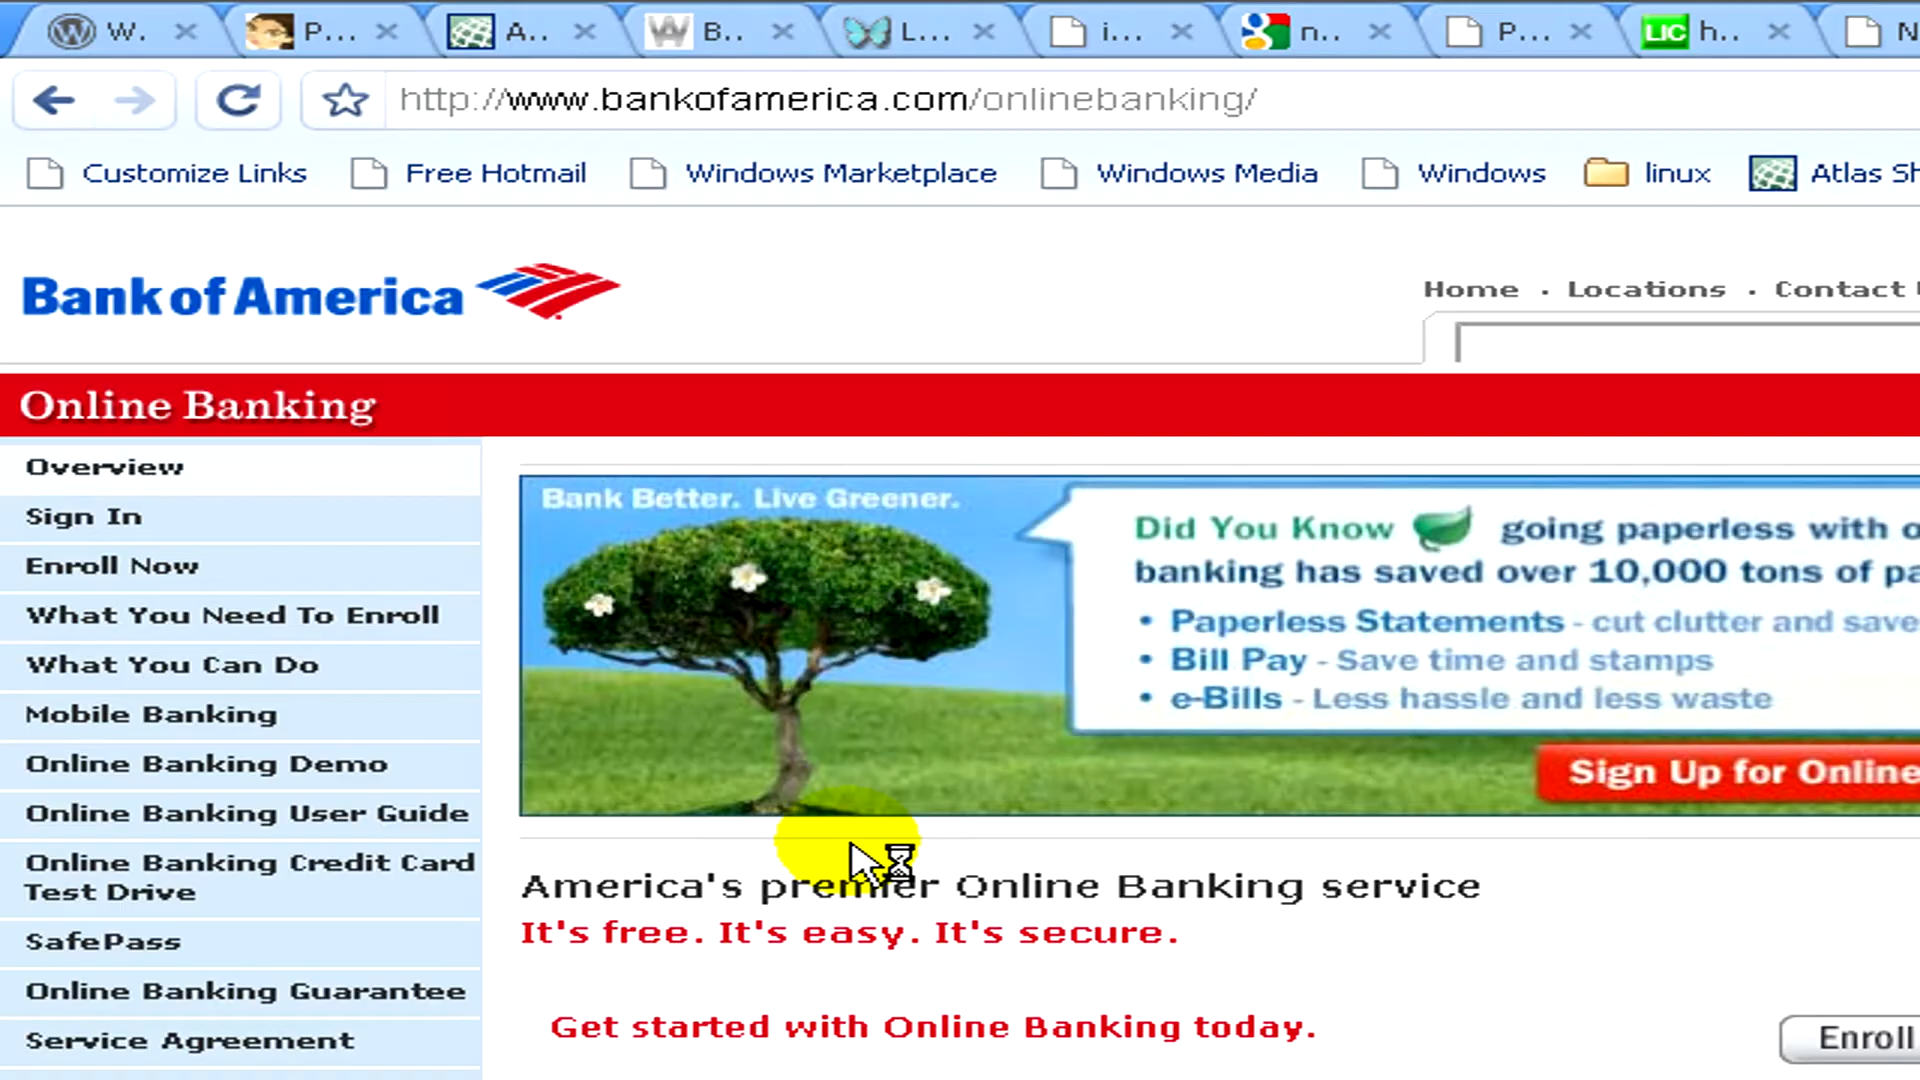 W.
P...
A..
B..
L...
i...
n..
P...
LIC h..
N
http://www.bankofamerica.com/onlinebanking/
Customize Links
Free Hotmail
Windows Marketplace
Windows Media
Windows
linux
Atlas Sh
Bank of America
Home . Locations . Contact
Online Banking
Overview
Sign In
Enroll Now
What You Need To Enroll
What You Can Do
Mobile Banking
Online Banking Demo
Online Banking User Guide
Online Banking Credit Card
Test Drive
SafePass
Online Banking Guarantee
Service Agreement
Bank Better. Live Greener.
Did You Know going paperless with o
banking has saved over 10,000 tons of pa
• Paperless Statements - cut clutter and save
• Bill Pay - Save time and stamps
• e-Bills - Less hassle and less waste
Sign Up for Online
America's premier Online Banking service
It's free. It's easy. It's secure.
Get started with Online Banking today.
Enroll